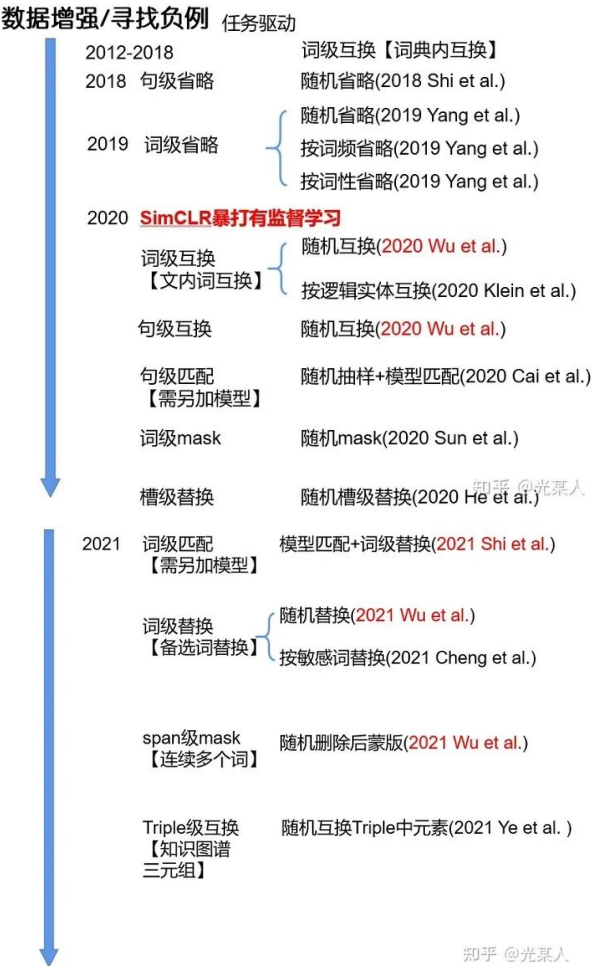 数据增强/寻找负例 任务驱动
2012-2018 词级互换【词典内互换】
2018 句级省略 随机省略(2018 Shi et al.)
随机省略(2019 Yang et al.)
2019 词级省略 按词频省略(2019 Yang et al.)
按词性省略(2019 Yang et al.)
2020 SimCLR暴打有监督学习
词级互换 随机互换(2020 Wu et al.)
【文内词互换】 按逻辑实体互换(2020 Klein et al.)
句级互换 随机互换(2020 Wu et al.)
句级匹配 随机抽样+模型匹配(2020 Cai et al.)
【需另加模型】
词级mask 随机mask(2020 Sun et al.)
知乎 @光某人
槽级替换 随机槽级替换(2020 He et al.)
2021 词级匹配 模型匹配+词级替换(2021 Shi et al.)
【需另加模型】
词级替换 随机替换(2021 Wu et al.)
【备选词替换】 按敏感词替换(2021 Cheng et al.)
span级mask 随机删除后蒙版(2021 Wu et al.)
【连续多个词】
Triple级互换 随机互换Triple中元素(2021 Ye et al. )
【知识图谱
三元组】
知乎 @光某人